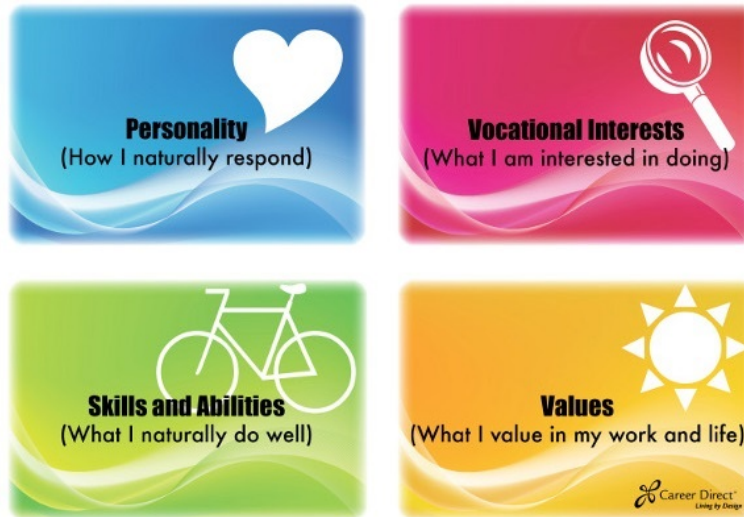 Personality
(How I naturally respond)
Vocational Interests
(What I am interested in doing)
Skills and Abilities
(What I naturally do well)
Values
(What I value in my work and life)
Career Direct®
Living by Design